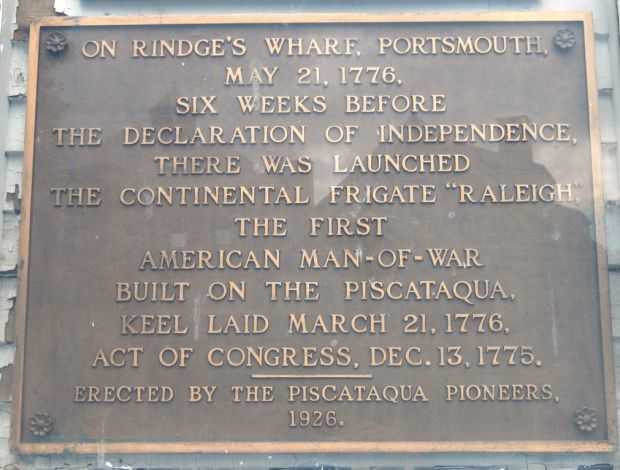 ON RINDGE'S WHARF, PORTSMOUTH,
MAY 21, 1776,
SIX WEEKS BEFORE
THE DECLARATION OF INDEPENDENCE,
THERE WAS LAUNCHED
THE CONTINENTAL FRIGATE "RALEIGH",
THE FIRST
AMERICAN MAN-OF-WAR
BUILT ON THE PISCATAQUA,
KEEL LAID MARCH 21, 1776,
ACT OF CONGRESS, DEC. 13, 1775.
ERECTED BY THE PISCATAQUA PIONEERS,
1926.